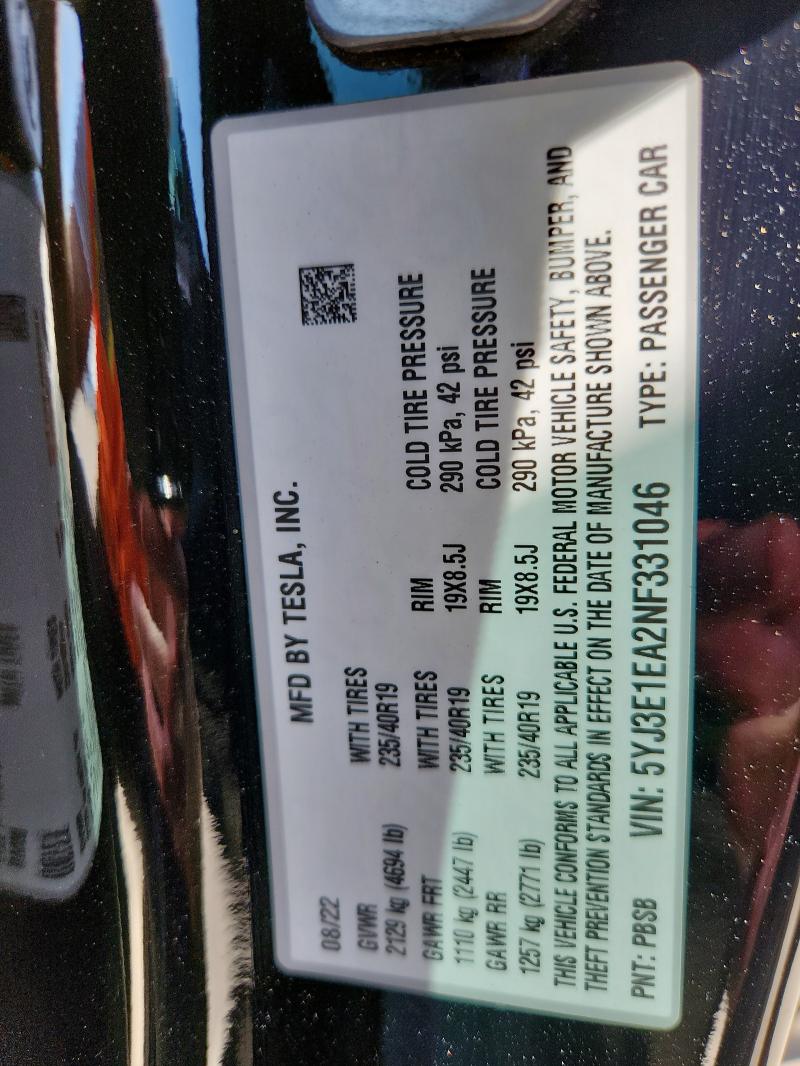 MFD BY TESLA, INC.
08/22
GVWR WITH TIRES
2129 kg (4694 lb) 235/40R19
GAWR FRT WITH TIRES RIM COLD TIRE PRESSURE
1110 kg (2447 lb) 235/40R19 19X8.5J 290 kPa, 42 psi
GAWR RR WITH TIRES RIM COLD TIRE PRESSURE
1257 kg (2771 lb) 235/40R19 19X8.5J 290 kPa, 42 psi
THIS VEHICLE CONFORMS TO ALL APPLICABLE U.S. FEDERAL MOTOR VEHICLE SAFETY, BUMPER, AND
THEFT PREVENTION STANDARDS IN EFFECT ON THE DATE OF MANUFACTURE SHOWN ABOVE.
PNT: PBSB VIN: 5YJ3E1EA2NF331046 TYPE: PASSENGER CAR